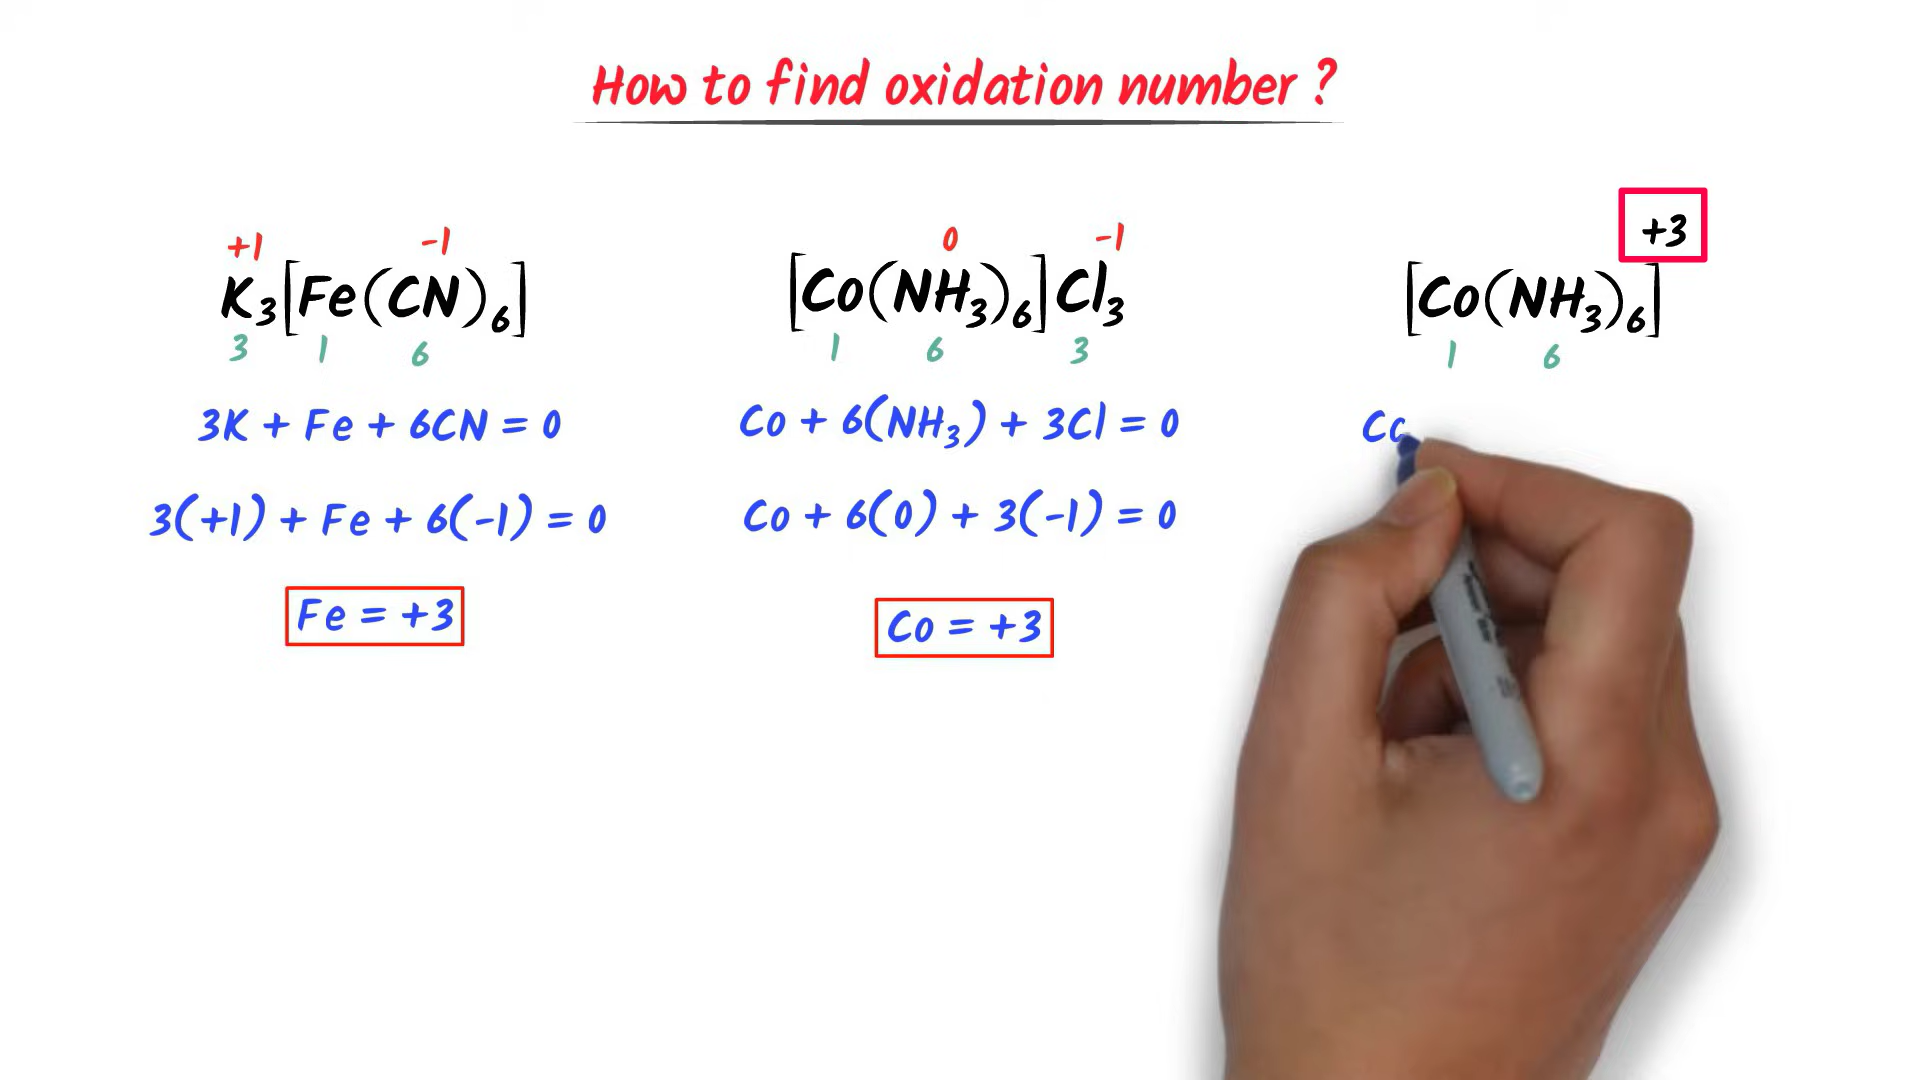 How to find oxidation number ?
+1 -1
K₃[Fe(CN)₆]
3 1 6
3K + Fe + 6CN = 0
3(+1) + Fe + 6(-1) = 0
Fe = +3
0 -1
[Co(NH₃)₆]Cl₃
1 6 3
Co + 6(NH₃) + 3Cl = 0
Co + 6(0) + 3(-1) = 0
Co = +3
+3
[Co(NH₃)₆]
1 6